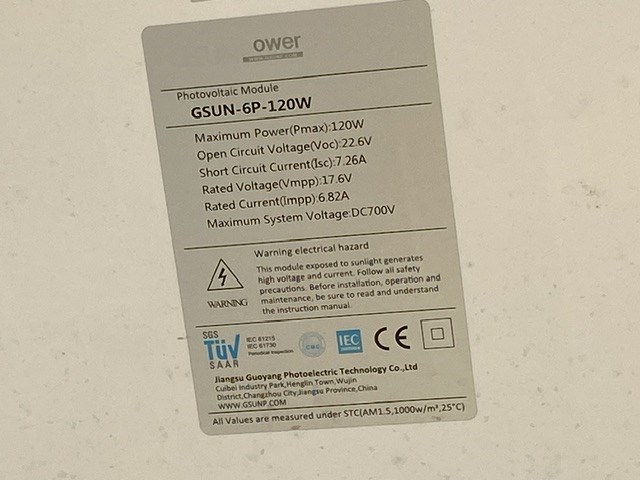 ower
Photovoltaic Module
GSUN-6P-120W
Maximum Power(Pmax):120W
Open Circuit Voltage(Voc):22.6V
Short Circuit Current(Isc):7.26A
Rated Voltage(Vmpp):17.6V
Rated Current(Impp):6.82A
Maximum System Voltage:DC700V
Warning electrical hazard
This module exposed to sunlight generates
high voltage and current. Follow all safety
precautions. Before installation, operation and
maintenance, be sure to read and understand
the instruction manual.
WARNING
SGS
TÜV
SAAR
IEC 61215
IEC 61730
Periodical Inspection
IEC
CE
Jiangsu Guoyang Photoelectric Technology Co.,Ltd
Cuibei Industry Park,Henglin Town,Wujin
District,Changzhou City,Jiangsu Province,China
WWW.GSUNP.COM
All Values are measured under STC(AM1.5,1000w/m²,25°C)